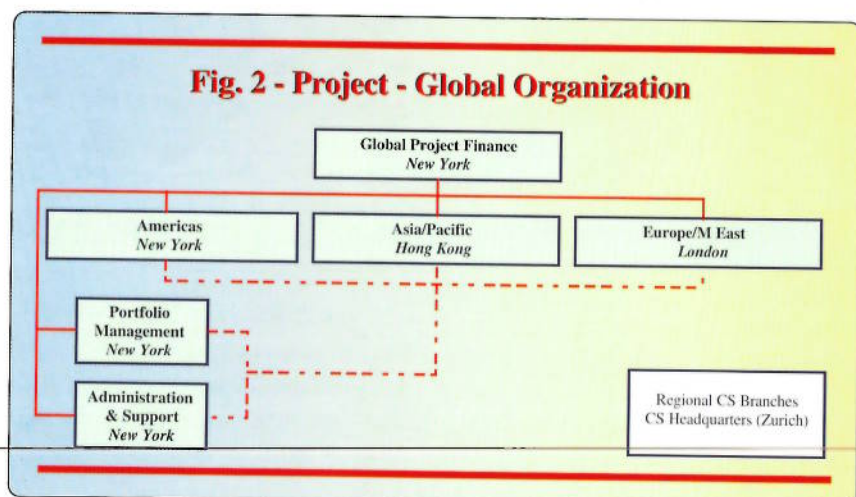 Fig. 2 - Project - Global Organization
Global Project Finance
New York
Americas
New York
Asia/Pacific
Hong Kong
Europe/M East
London
Portfolio
Management
New York
Administration
& Support
New York
Regional CS Branches
CS Headquarters (Zurich)